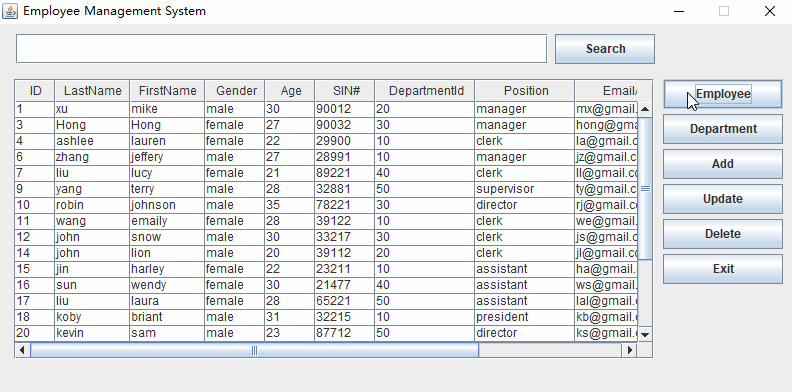 Employee Management System
Search
ID LastName FirstName Gender Age SIN# DepartmentId Position Email/
1 xu mike male 30 90012 20 manager mx@gmail.
3 Hong Hong female 27 90032 30 manager hong@gma
4 ashlee lauren female 22 29900 10 clerk la@gmail.co
6 zhang jeffery male 27 28991 10 manager jz@gmail.co
7 liu lucy female 21 89221 40 clerk ll@gmail.co
9 yang terry male 28 32881 50 supervisor ty@gmail.co
10 robin johnson male 35 78221 30 director rj@gmail.co
11 wang emaily female 28 39122 10 clerk we@gmail.c
12 john snow male 30 33217 30 clerk js@gmail.co
14 john lion male 20 39112 20 clerk jl@gmail.co
15 jin harley female 22 23211 10 assistant ha@gmail.c
16 sun wendy female 30 21477 40 assistant ws@gmail.c
17 liu laura female 28 65221 50 assistant lal@gmail.c
18 koby briant male 31 32215 10 president kb@gmail.c
20 kevin sam male 23 87712 50 director ks@gmail.c
Employee
Department
Add
Update
Delete
Exit